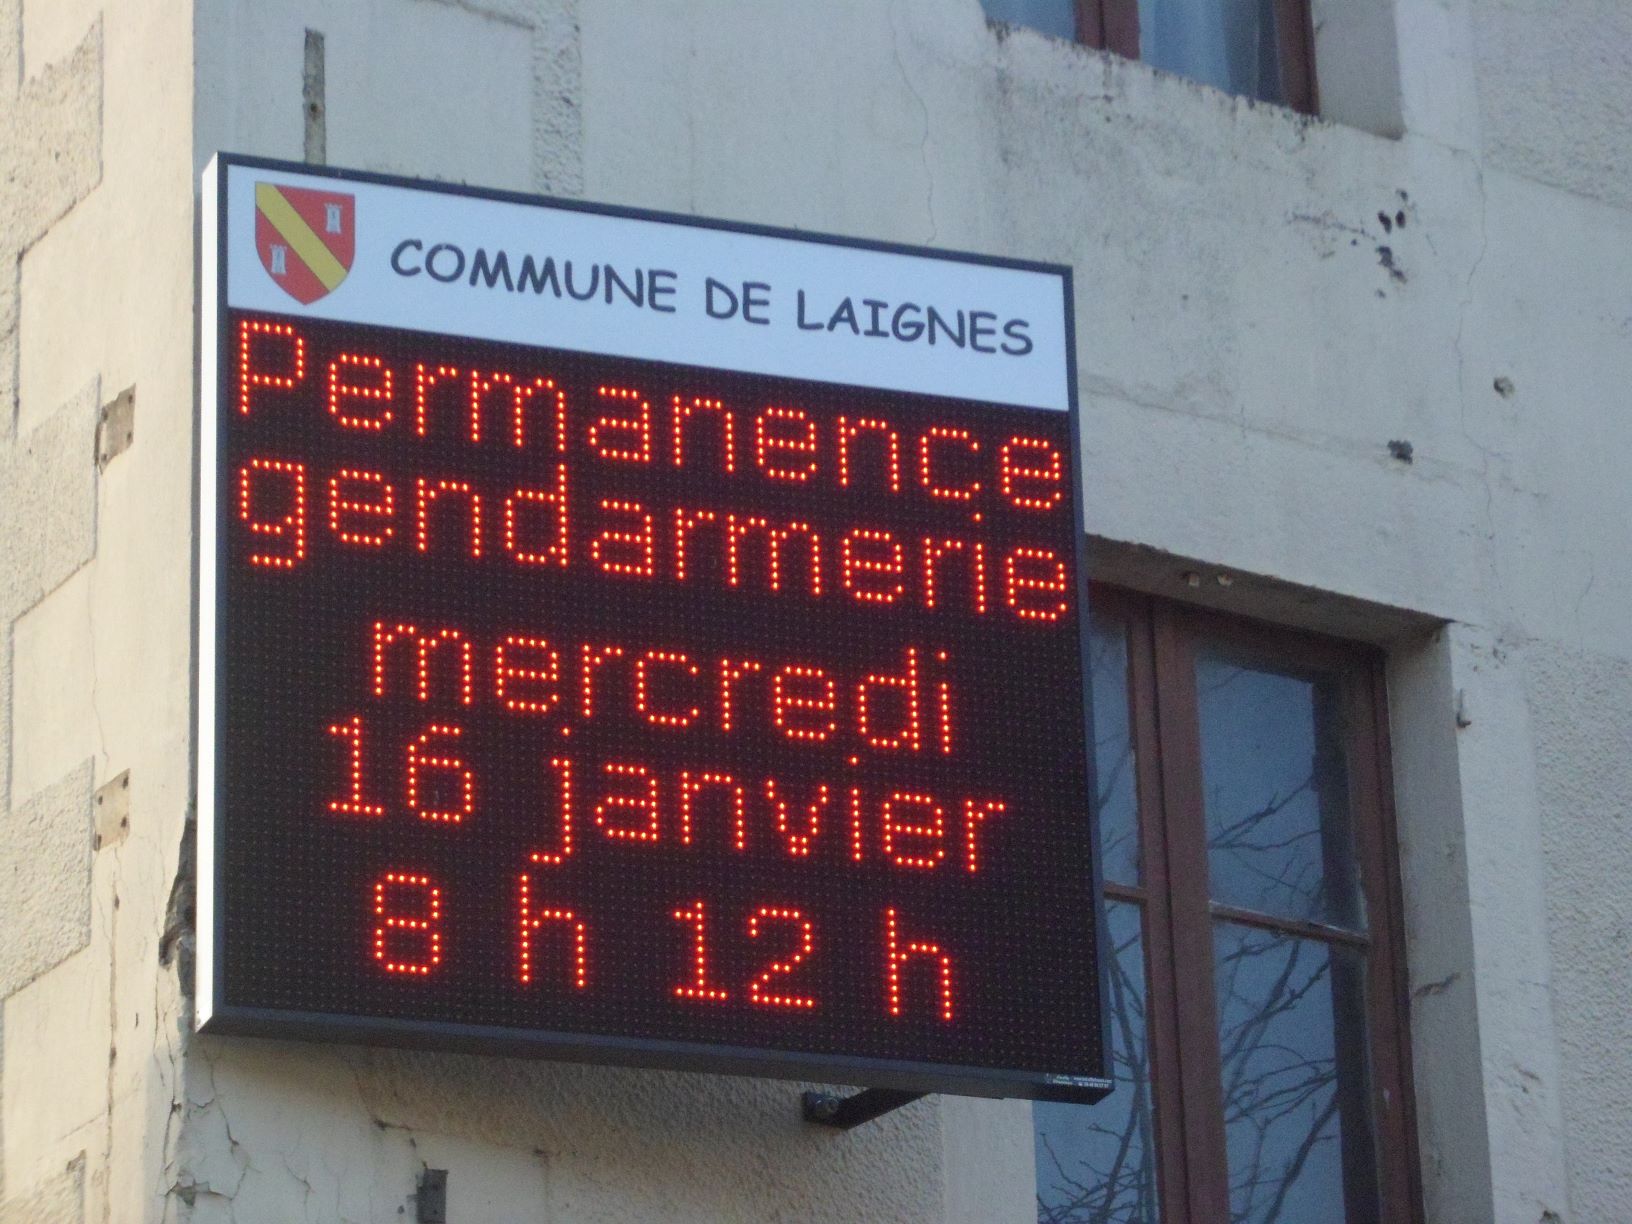 COMMUNE DE LAIGNES
Permanence
gendarmerie
mercredi
16 janvier
8 h 12 h